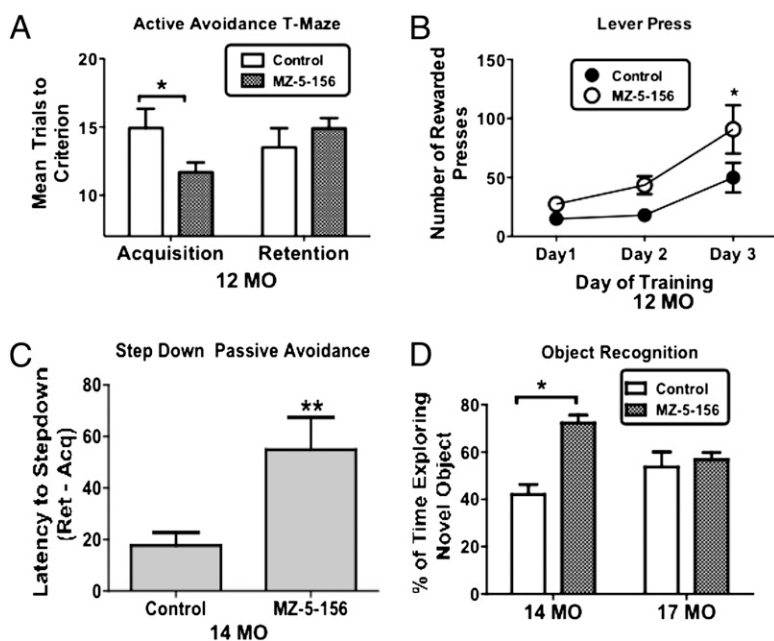 A
Active Avoidance T-Maze
Mean Trials to
Criterion
20
15
10
*
Control
MZ-5-156
Acquisition
Retention
12 MO
B
Lever Press
Number of Rewarded
Presses
150
100
50
0
Control
MZ-5-156
*
Day1
Day 2
Day 3
Day of Training
12 MO
C
Step Down Passive Avoidance
Latency to Stepdown
(Ret - Acq)
80
60
40
20
0
**
Control
MZ-5-156
14 MO
D
Object Recognition
% of Time Exploring
Novel Object
80
60
40
20
0
*
Control
MZ-5-156
14 MO
17 MO